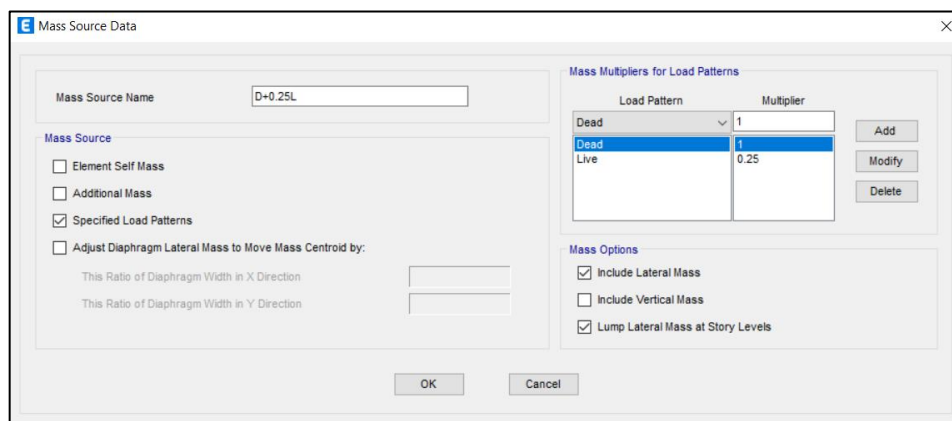 E Mass Source Data
Mass Source Name D+0.25L
Mass Source
Element Self Mass
Additional Mass
Specified Load Patterns
Adjust Diaphragm Lateral Mass to Move Mass Centroid by:
This Ratio of Diaphragm Width in X Direction
This Ratio of Diaphragm Width in Y Direction
Mass Multipliers for Load Patterns
Load Pattern Multiplier
Dead 1
Dead 1
Live 0.25
Add
Modify
Delete
Mass Options
Include Lateral Mass
Include Vertical Mass
Lump Lateral Mass at Story Levels
OK Cancel